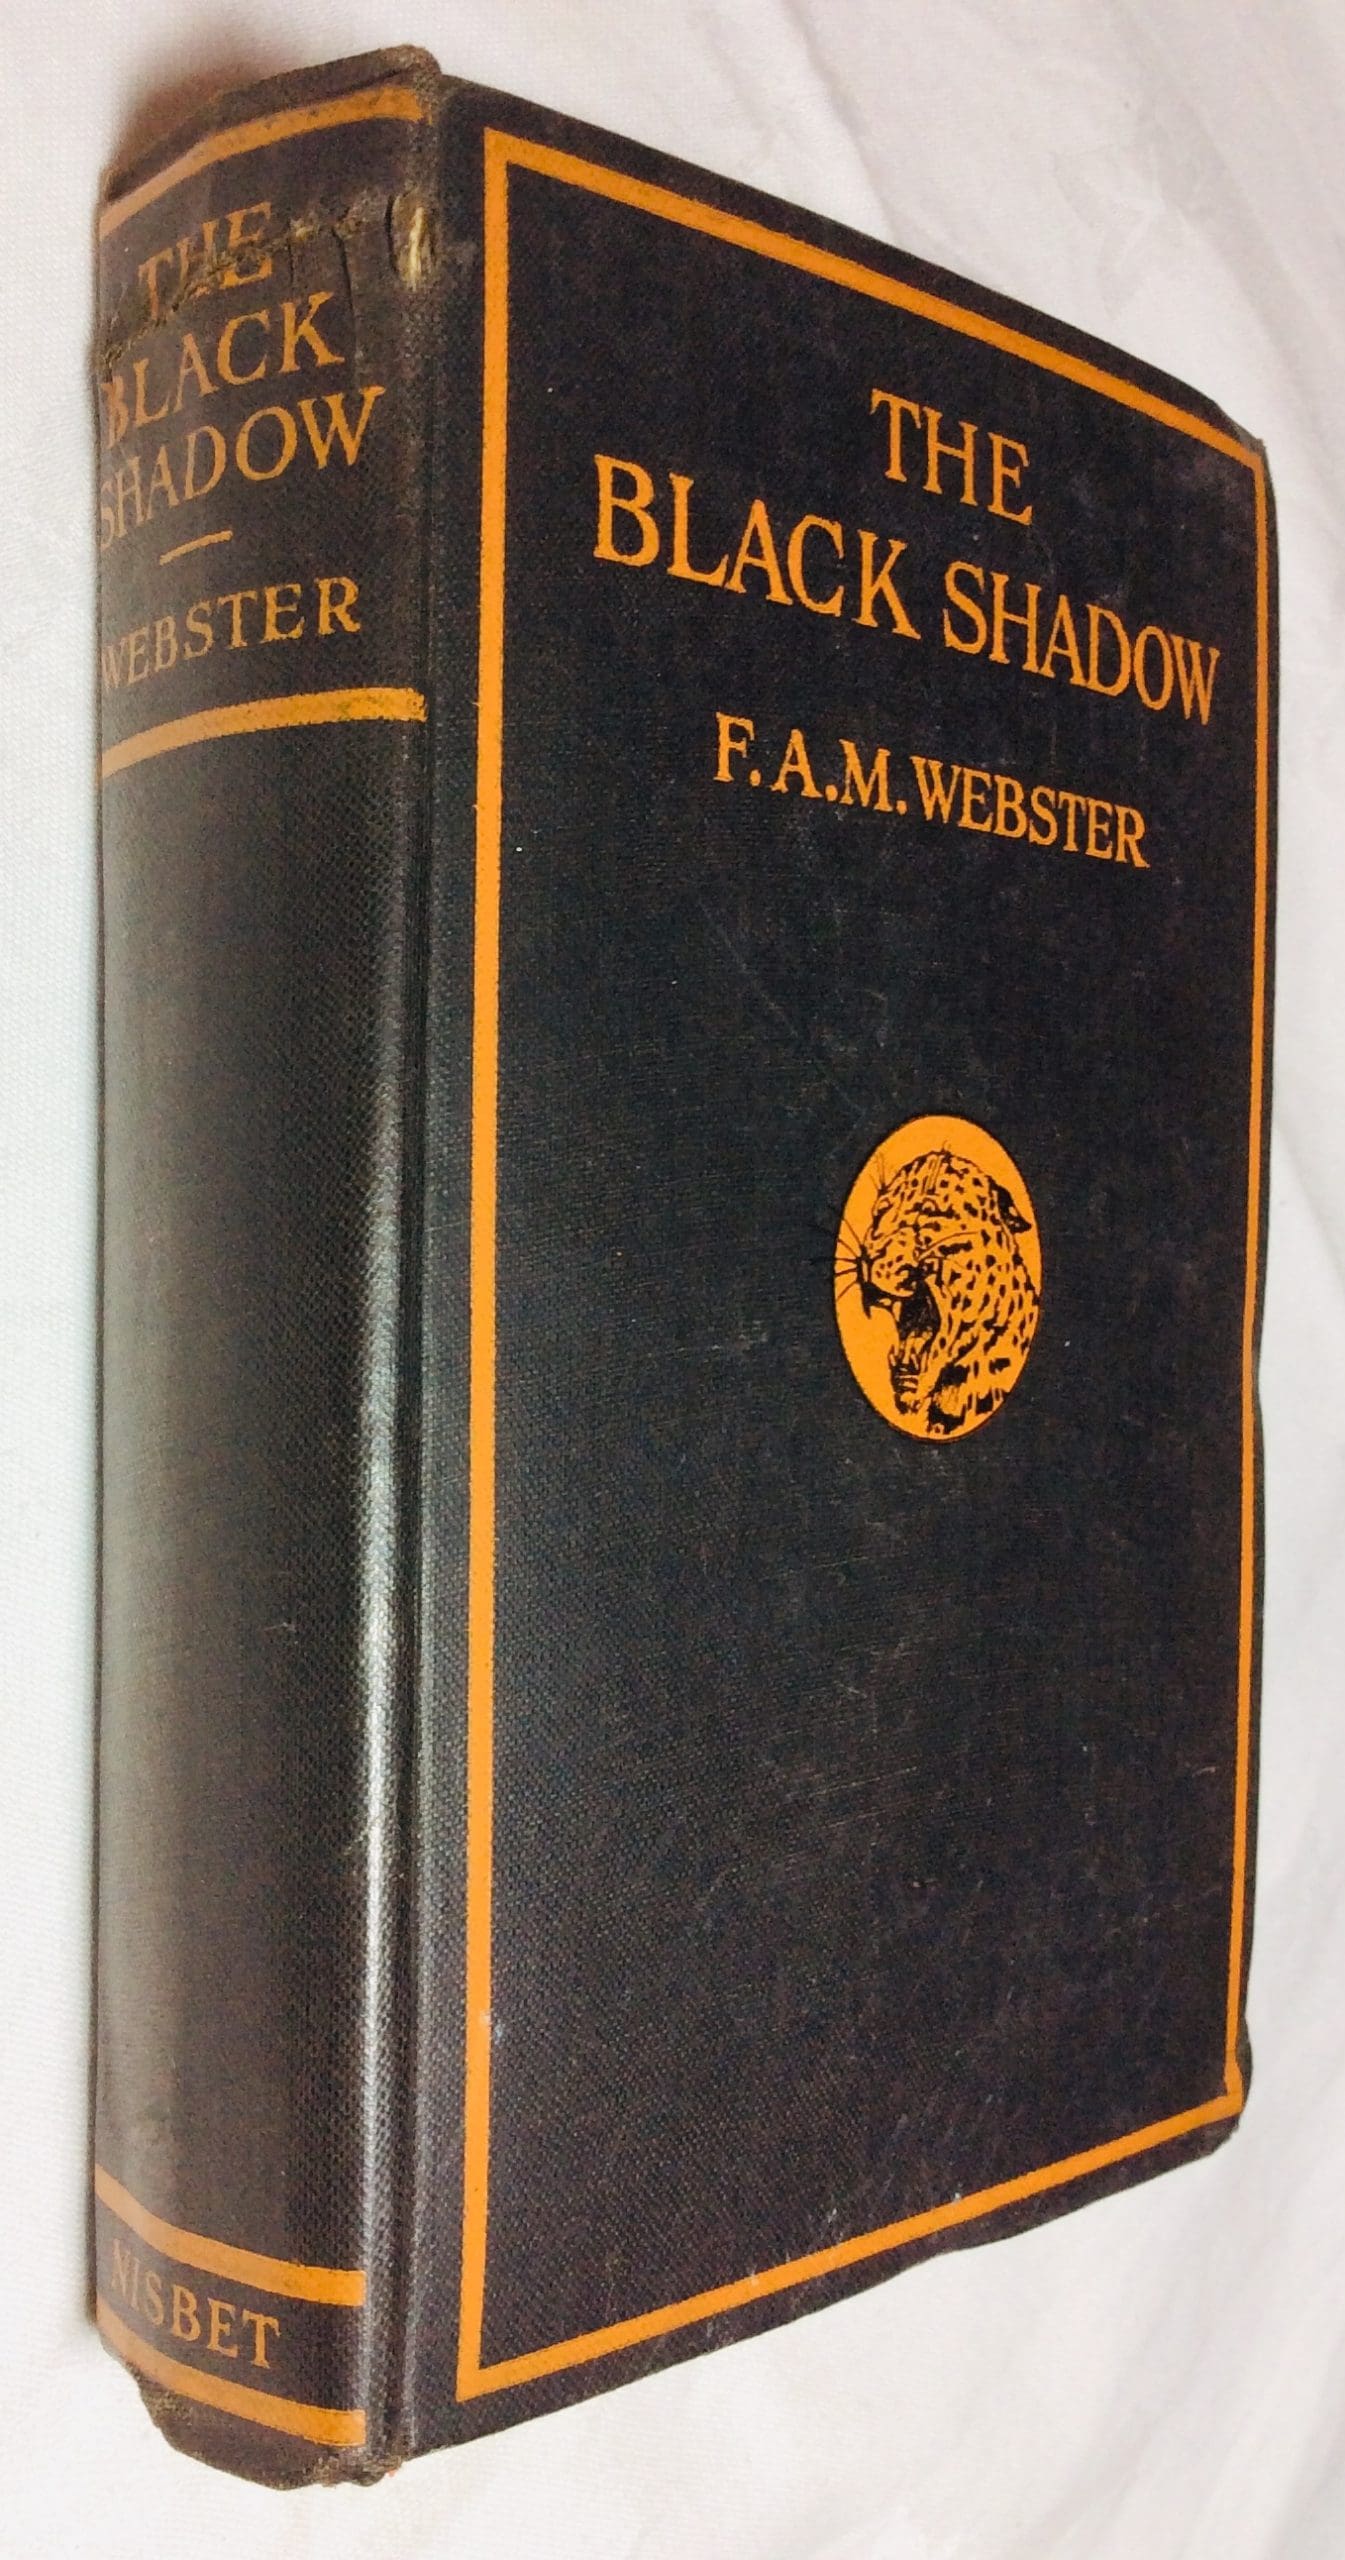 THE
BLACK
SHADOW
WEBSTER
NISBET
THE
BLACK SHADOW
F. A. M. WEBSTER